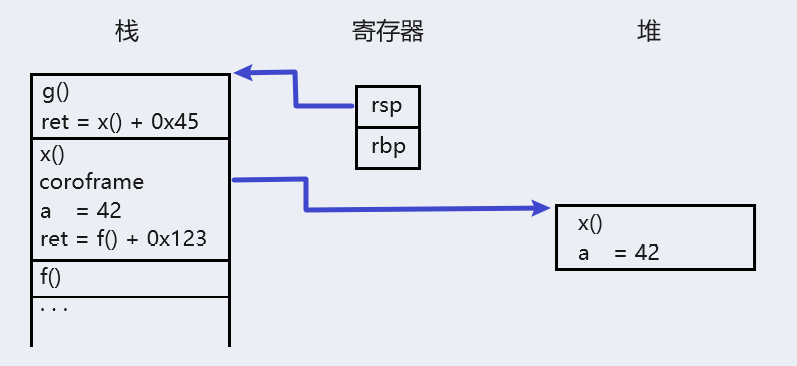 栈 寄存器 堆
g()
ret = x() + 0x45
x()
coroframe
a = 42
ret = f() + 0x123
f()
. . .
rsp
rbp
x()
a = 42